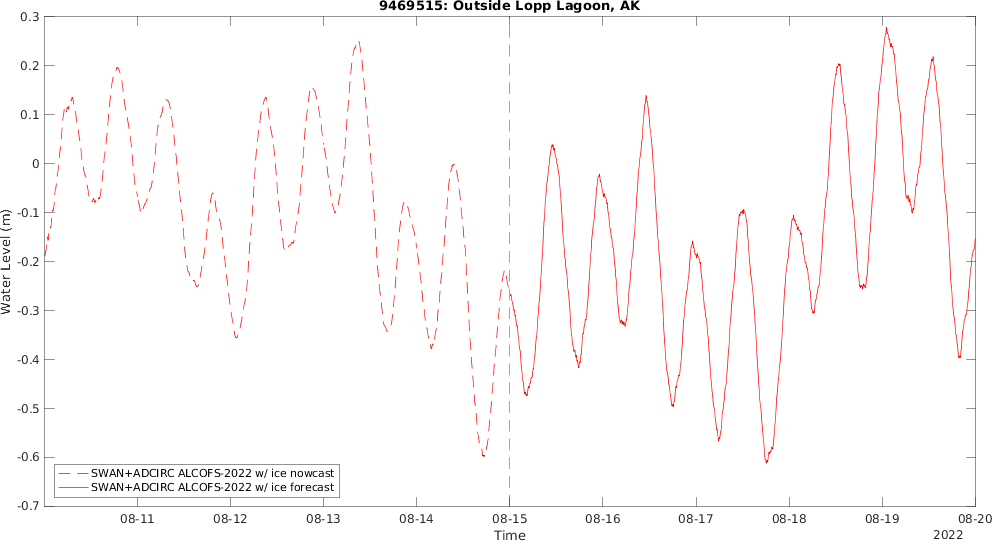 9469515: Outside Lopp Lagoon, AK
0.3
0.2
0.1
0
-0.1
-0.2
-0.3
-0.4
-0.5
-0.6
-0.7
Water Level (m)
SWAN+ADCIRC ALCOFS-2022 w/ ice nowcast
SWAN+ADCIRC ALCOFS-2022 w/ ice forecast
08-11 08-12 08-13 08-14 08-15 08-16 08-17 08-18 08-19 08-20
Time
2022